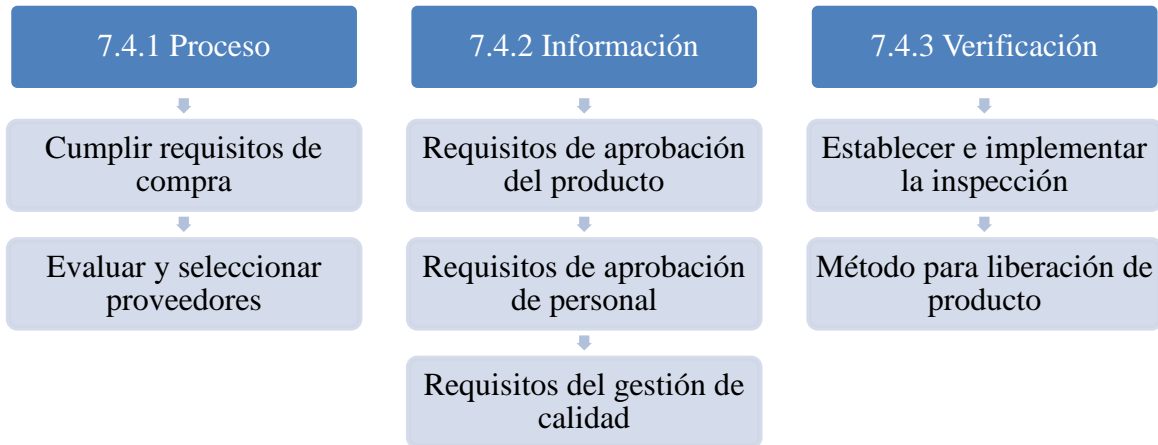 7.4.1 Proceso
Cumplir requisitos de
compra
Evaluar y seleccionar
proveedores
7.4.2 Información
Requisitos de aprobación
del producto
Requisitos de aprobación
de personal
Requisitos del gestión de
calidad
7.4.3 Verificación
Establecer e implementar
la inspección
Método para liberación de
producto